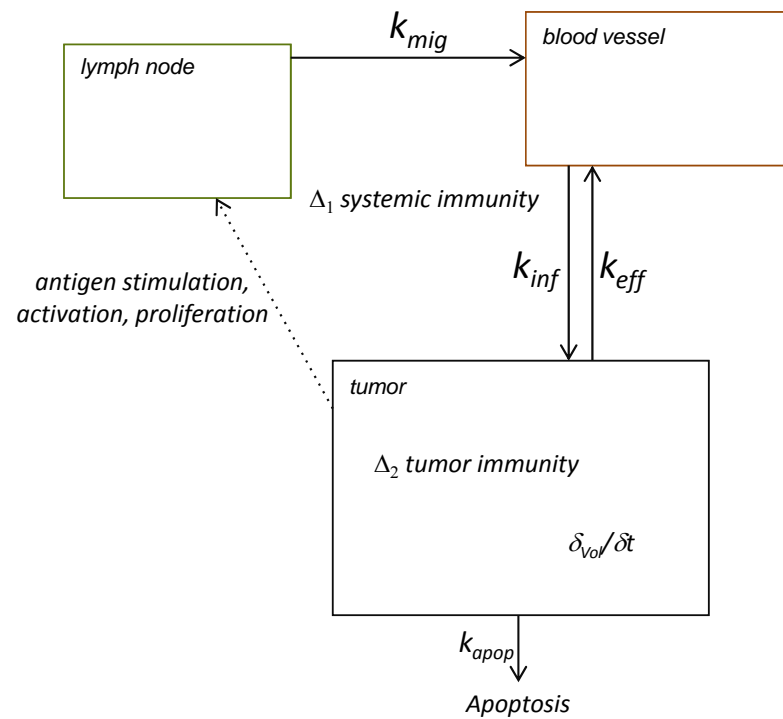 k_mig
blood vessel
lymph node
Δ₁ systemic immunity
k_inf
k_eff
antigen stimulation,
activation, proliferation
tumor
Δ₂ tumor immunity
δ_Vol/δt
k_apop
Apoptosis